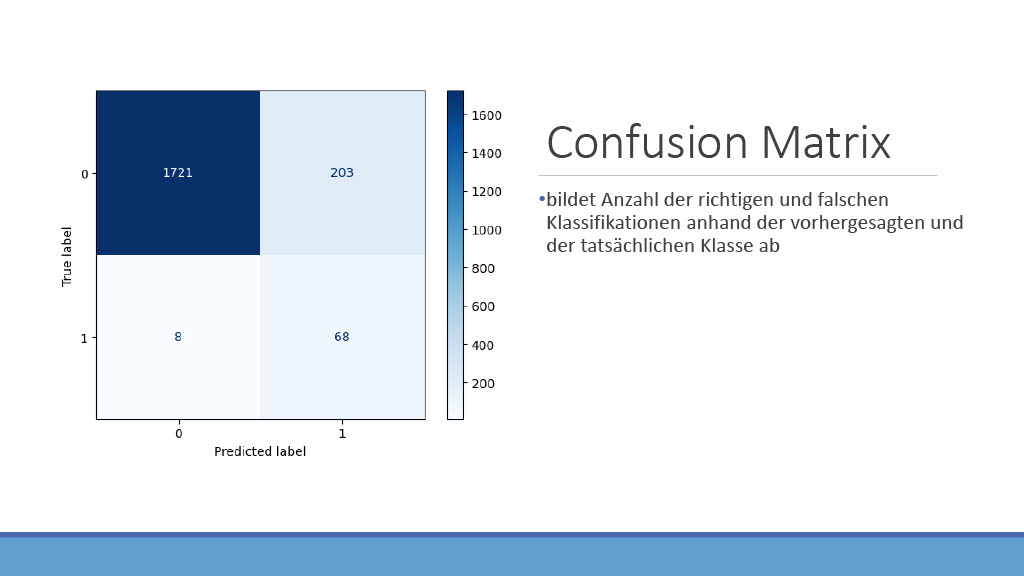 Confusion Matrix
•bildet Anzahl der richtigen und falschen
Klassifikationen anhand der vorhergesagten und
der tatsächlichen Klasse ab
True label
0
1
1721
203
8
68
0
1
Predicted label
1600
1400
1200
1000
800
600
400
200